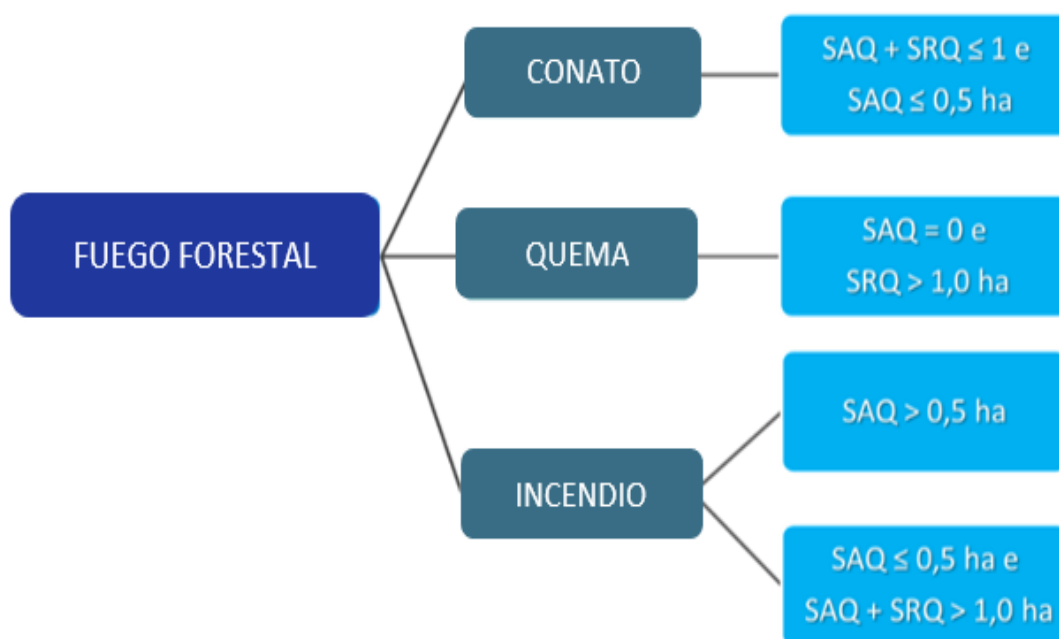 FUEGO FORESTAL
CONATO
SAQ + SRQ ≤ 1 e
SAQ ≤ 0,5 ha
QUEMA
SAQ = 0 e
SRQ > 1,0 ha
INCENDIO
SAQ > 0,5 ha
SAQ ≤ 0,5 ha e
SAQ + SRQ > 1,0 ha